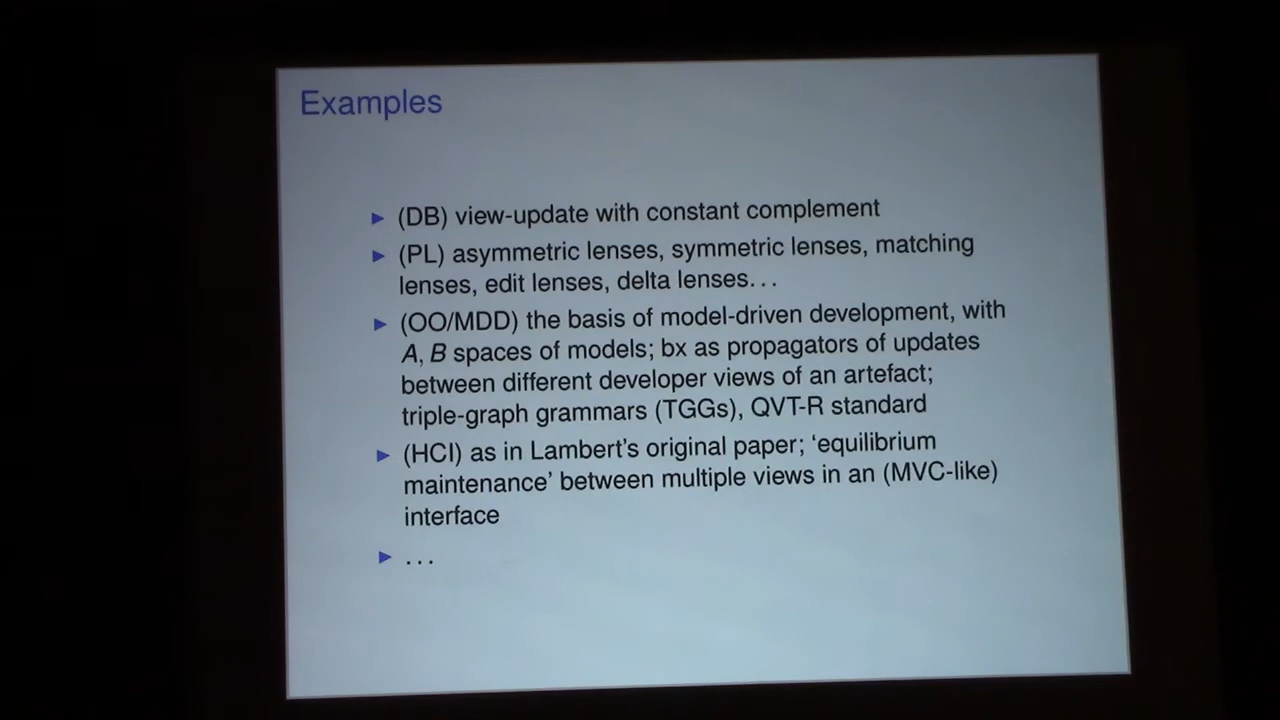 Examples
▶ (DB) view-update with constant complement
▶ (PL) asymmetric lenses, symmetric lenses, matching
lenses, edit lenses, delta lenses...
▶ (OO/MDD) the basis of model-driven development, with
A, B spaces of models; bx as propagators of updates
between different developer views of an artefact;
triple-graph grammars (TGGs), QVT-R standard
▶ (HCI) as in Lambert's original paper; ‘equilibrium
maintenance’ between multiple views in an (MVC-like)
interface
▶ ...